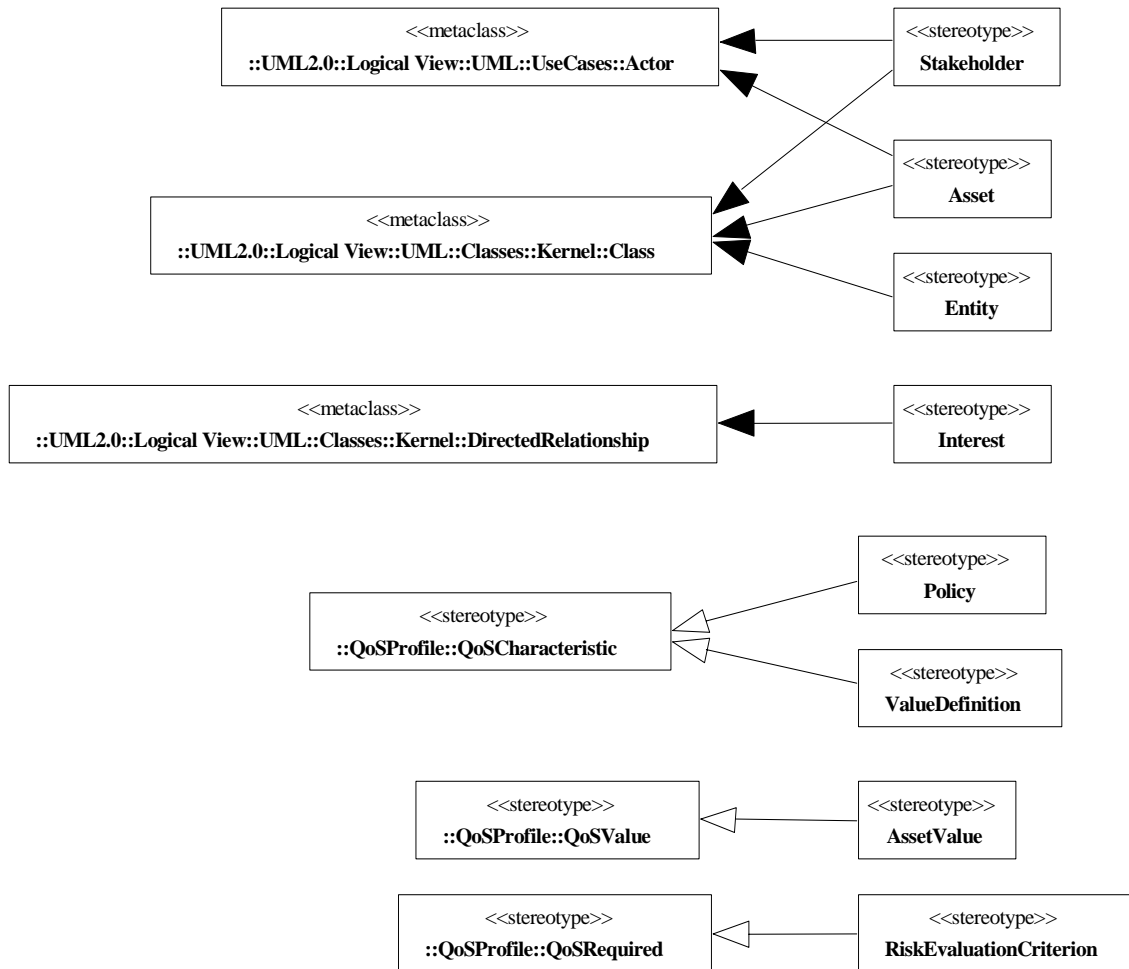 <<metaclass>>
::UML2.0::Logical View::UML::UseCases::Actor
<<stereotype>>
Stakeholder
<<stereotype>>
Asset
<<metaclass>>
::UML2.0::Logical View::UML::Classes::Kernel::Class
<<stereotype>>
Entity
<<metaclass>>
::UML2.0::Logical View::UML::Classes::Kernel::DirectedRelationship
<<stereotype>>
Interest
<<stereotype>>
Policy
<<stereotype>>
::QoSProfile::QoSCharacteristic
<<stereotype>>
ValueDefinition
<<stereotype>>
::QoSProfile::QoSValue
<<stereotype>>
AssetValue
<<stereotype>>
::QoSProfile::QoSRequired
<<stereotype>>
RiskEvaluationCriterion